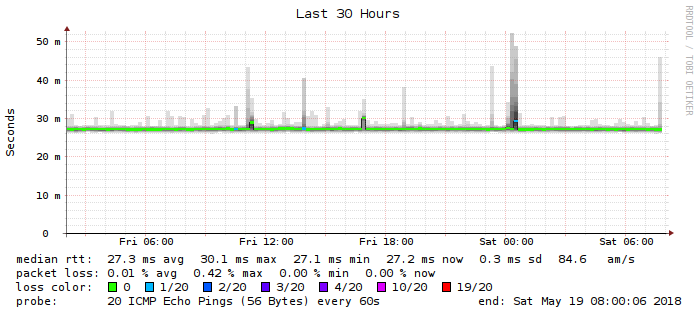 Last 30 Hours
RRDTOOL / TOBI OETIKER
Seconds
50 m
40 m
30 m
20 m
10 m
0
Fri 06:00 Fri 12:00 Fri 18:00 Sat 00:00 Sat 06:00
median rtt: 27.3 ms avg 30.1 ms max 27.1 ms min 27.2 ms now 0.3 ms sd 84.6 am/s
packet loss: 0.01 % avg 0.42 % max 0.00 % min 0.00 % now
loss color: 0 1/20 2/20 3/20 4/20 10/20 19/20
probe: 20 ICMP Echo Pings (56 Bytes) every 60s end: Sat May 19 08:00:06 2018